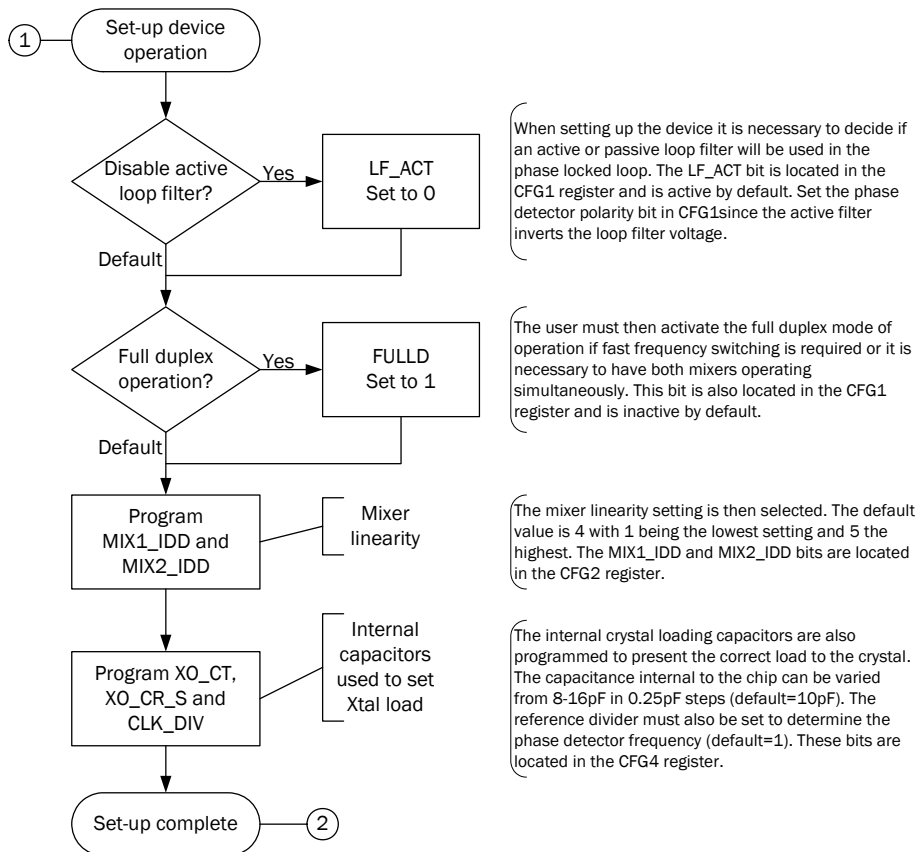 1
Set-up device
operation
Disable active
loop filter?
Yes
LF_ACT
Set to 0
Default
When setting up the device it is necessary to decide if
an active or passive loop filter will be used in the
phase locked loop. The LF_ACT bit is located in the
CFG1 register and is active by default. Set the phase
detector polarity bit in CFG1since the active filter
inverts the loop filter voltage.
Full duplex
operation?
Yes
FULLD
Set to 1
Default
The user must then activate the full duplex mode of
operation if fast frequency switching is required or it is
necessary to have both mixers operating
simultaneously. This bit is also located in the CFG1
register and is inactive by default.
Program
MIX1_IDD and
MIX2_IDD
Mixer
linearity
The mixer linearity setting is then selected. The default
value is 4 with 1 being the lowest setting and 5 the
highest. The MIX1_IDD and MIX2_IDD bits are located
in the CFG2 register.
Program XO_CT,
XO_CR_S and
CLK_DIV
Internal
capacitors
used to set
Xtal load
The internal crystal loading capacitors are also
programmed to present the correct load to the crystal.
The capacitance internal to the chip can be varied
from 8-16pF in 0.25pF steps (default=10pF). The
reference divider must also be set to determine the
phase detector frequency (default=1). These bits are
located in the CFG4 register.
Set-up complete
2